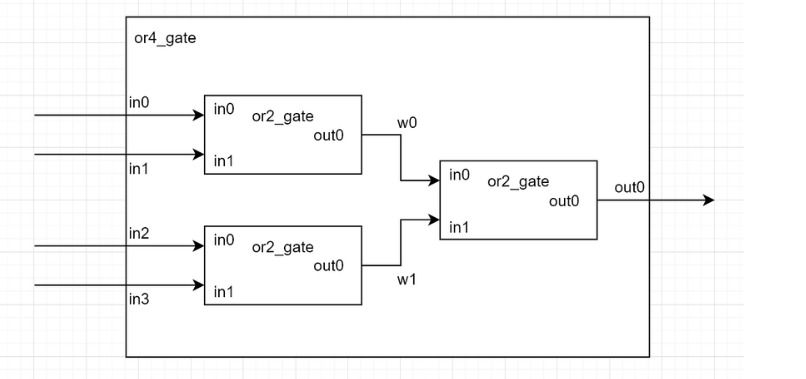 or4_gate
in0
in0
or2_gate
out0
in1
in1
w0
in0
or2_gate
out0
in1
out0
in2
in0
or2_gate
out0
in1
in3
w1